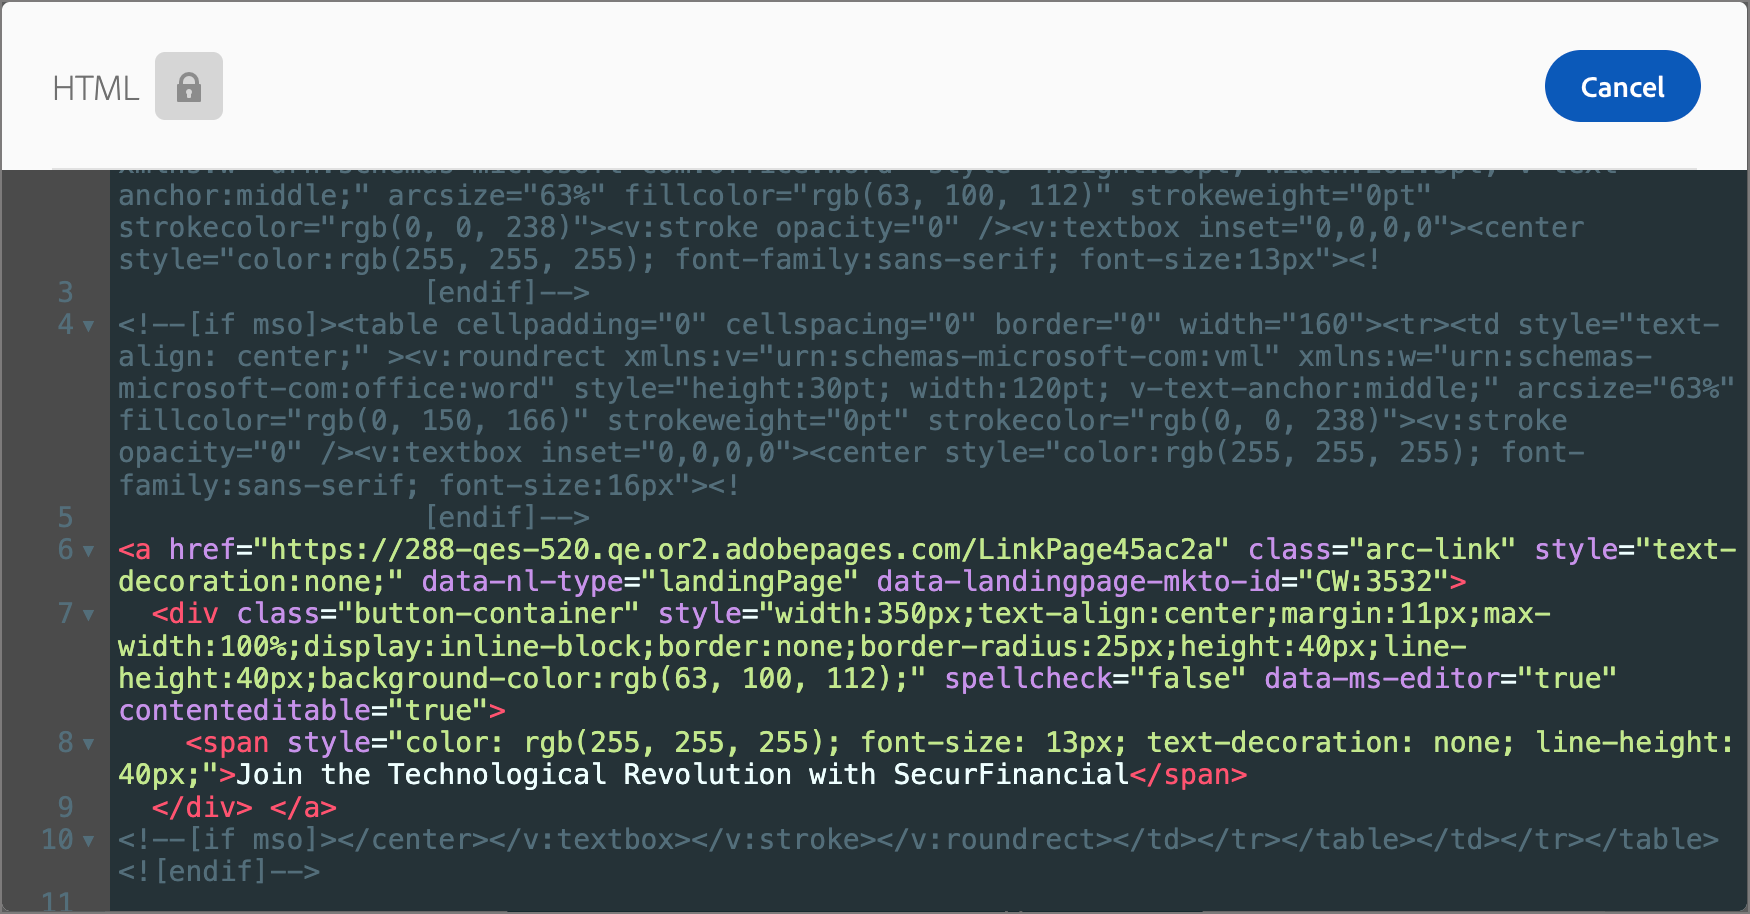 HTML
Cancel
anchor:middle;" arcsize="63%" fillcolor="rgb(63, 100, 112)" strokeweight="0pt"
strokecolor="rgb(0, 0, 238)"><v:stroke opacity="0" /><v:textbox inset="0,0,0,0"><center
style="color:rgb(255, 255, 255); font-family:sans-serif; font-size:13px"><!
3 [endif]-->
4 <!--[if mso]><table cellpadding="0" cellspacing="0" border="0" width="160"><tr><td style="text-
align: center;" ><v:roundrect xmlns:v="urn:schemas-microsoft-com:vml" xmlns:w="urn:schemas-
microsoft-com:office:word" style="height:30pt; width:120pt; v-text-anchor:middle;" arcsize="63%"
fillcolor="rgb(0, 150, 166)" strokeweight="0pt" strokecolor="rgb(0, 0, 238)"><v:stroke
opacity="0" /><v:textbox inset="0,0,0,0"><center style="color:rgb(255, 255, 255); font-
family:sans-serif; font-size:16px"><!
5 [endif]-->
6 <a href="https://288-qes-520.qe.or2.adobepages.com/LinkPage45ac2a" class="arc-link" style="text-
decoration:none;" data-nl-type="landingPage" data-landingpage-mkto-id="CW:3532">
7 <div class="button-container" style="width:350px;text-align:center;margin:11px;max-
width:100%;display:inline-block;border:none;border-radius:25px;height:40px;line-
height:40px;background-color:rgb(63, 100, 112);" spellcheck="false" data-ms-editor="true"
contenteditable="true">
8 <span style="color: rgb(255, 255, 255); font-size: 13px; text-decoration: none; line-height:
40px;">Join the Technological Revolution with SecurFinancial</span>
9 </div> </a>
10 <!--[if mso]></center></v:textbox></v:stroke></v:roundrect></td></tr></table></td></tr></table>
<![endif]-->
11